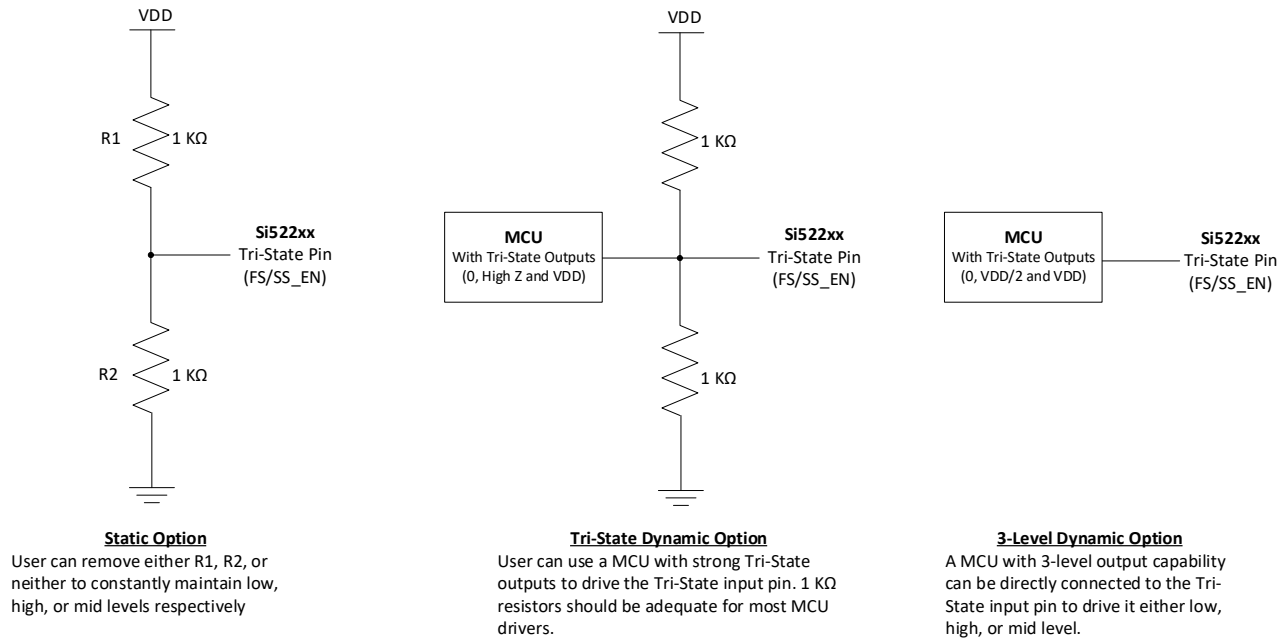 VDD
R1
1 KΩ
Si522xx
Tri-State Pin
(FS/SS_EN)
R2
1 KΩ
Static Option
User can remove either R1, R2, or
neither to constantly maintain low,
high, or mid levels respectively
VDD
1 KΩ
MCU
With Tri-State Outputs
(0, High Z and VDD)
Si522xx
Tri-State Pin
(FS/SS_EN)
1 KΩ
Tri-State Dynamic Option
User can use a MCU with strong Tri-State
outputs to drive the Tri-State input pin. 1 KΩ
resistors should be adequate for most MCU
drivers.
MCU
With Tri-State Outputs
(0, VDD/2 and VDD)
Si522xx
Tri-State Pin
(FS/SS_EN)
3-Level Dynamic Option
A MCU with 3-level output capability
can be directly connected to the Tri-
State input pin to drive it either low,
high, or mid level.